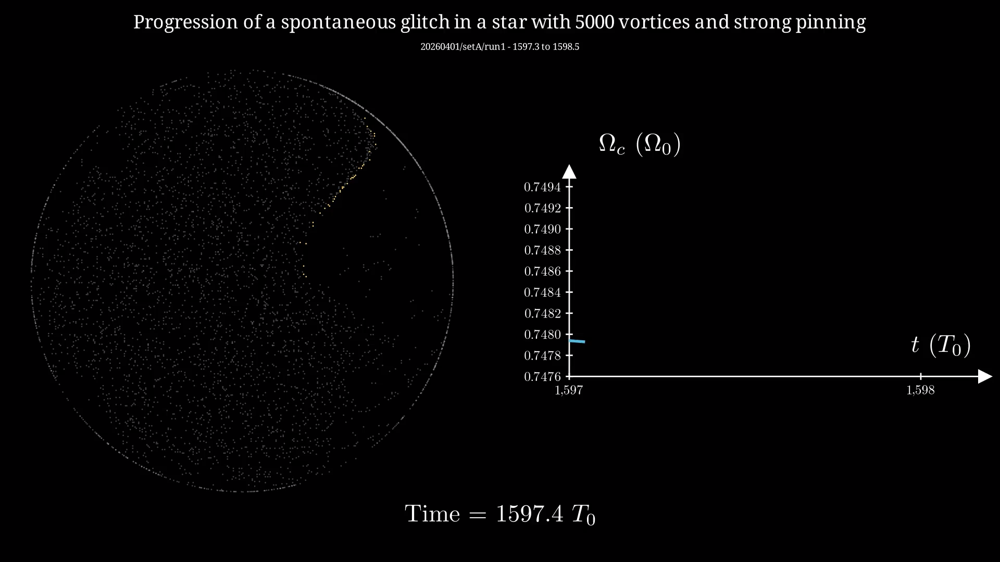 Progression of a spontaneous glitch in a star with 5000 vortices and strong pinning
20260401/setA/run1 - 1597.3 to 1598.5
Ω_c (Ω_0)
0.7494
0.7492
0.7490
0.7488
0.7486
0.7484
0.7482
0.7480
0.7478
0.7476
t (T_0)
1,597
1,598
Time = 1597.4 T_0